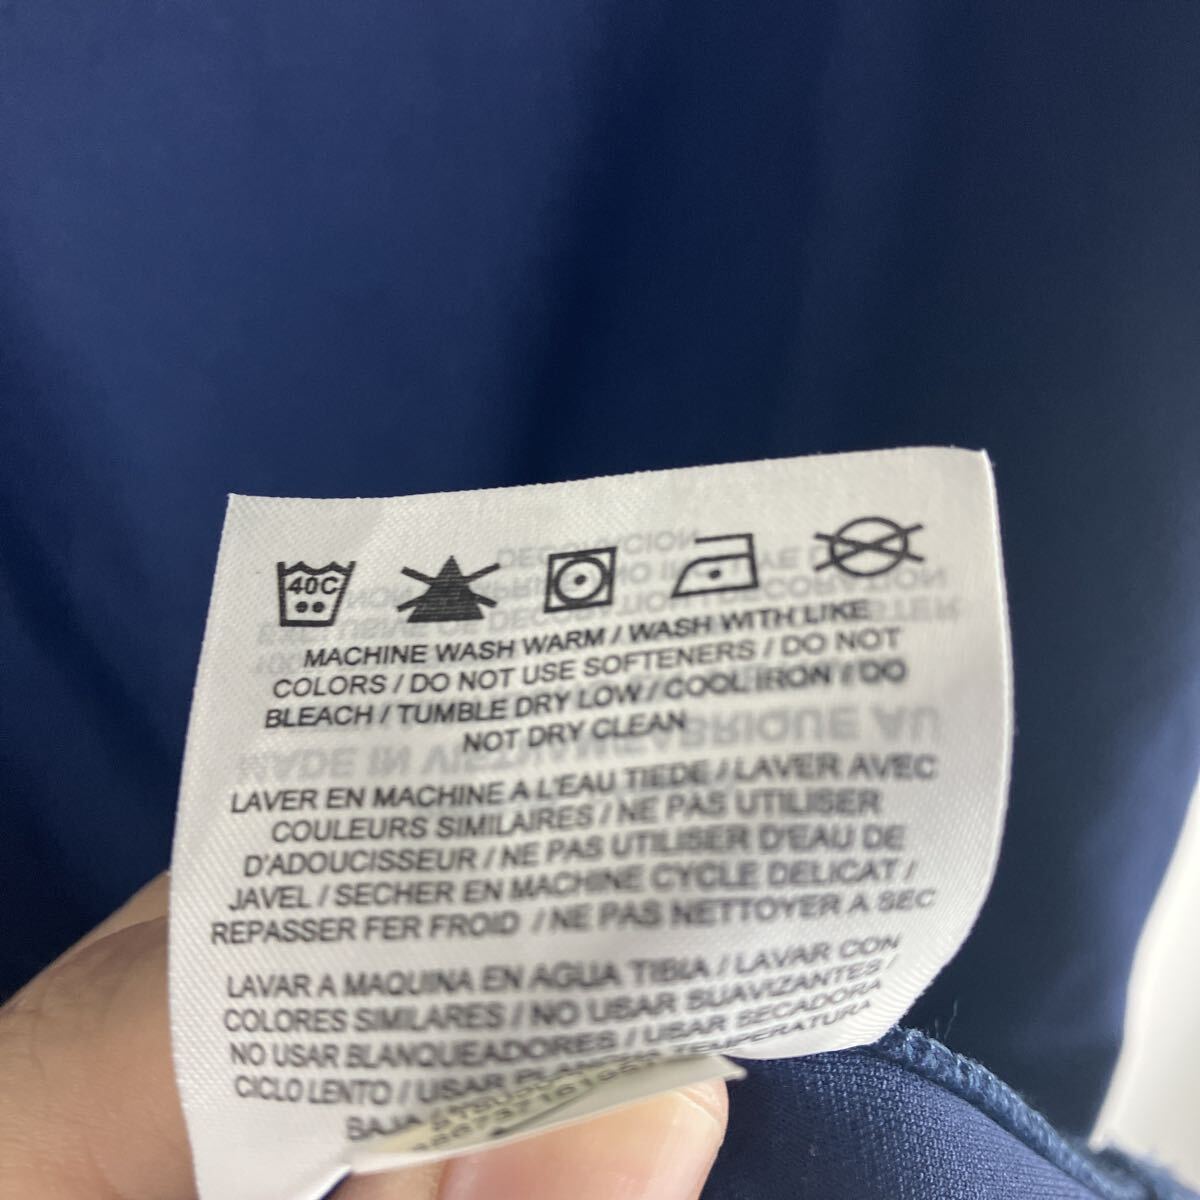 40C
MACHINE WASH WARM / WASH WITH LIKE
COLORS / DO NOT USE SOFTENERS / DO NOT
BLEACH / TUMBLE DRY LOW / COOL IRON / DO
NOT DRY CLEAN
LAVER EN MACHINE A L'EAU TIEDE / LAVER AVEC
COULEURS SIMILAIRES / NE PAS UTILISER
D'ADOUCISSEUR / NE PAS UTILISER D'EAU DE
JAVEL / SECHER EN MACHINE CYCLE DELICAT /
REPASSER FER FROID / NE PAS NETTOYER A SEC
LAVAR A MAQUINA EN AGUA TIBIA / LAVAR CON
COLORES SIMILARES / NO USAR SUAVIZANTES /
NO USAR BLANQUEADORES / USAR SECADORA
CICLO LENTO / USAR PLANCHA TEMPERATURA
BAJA